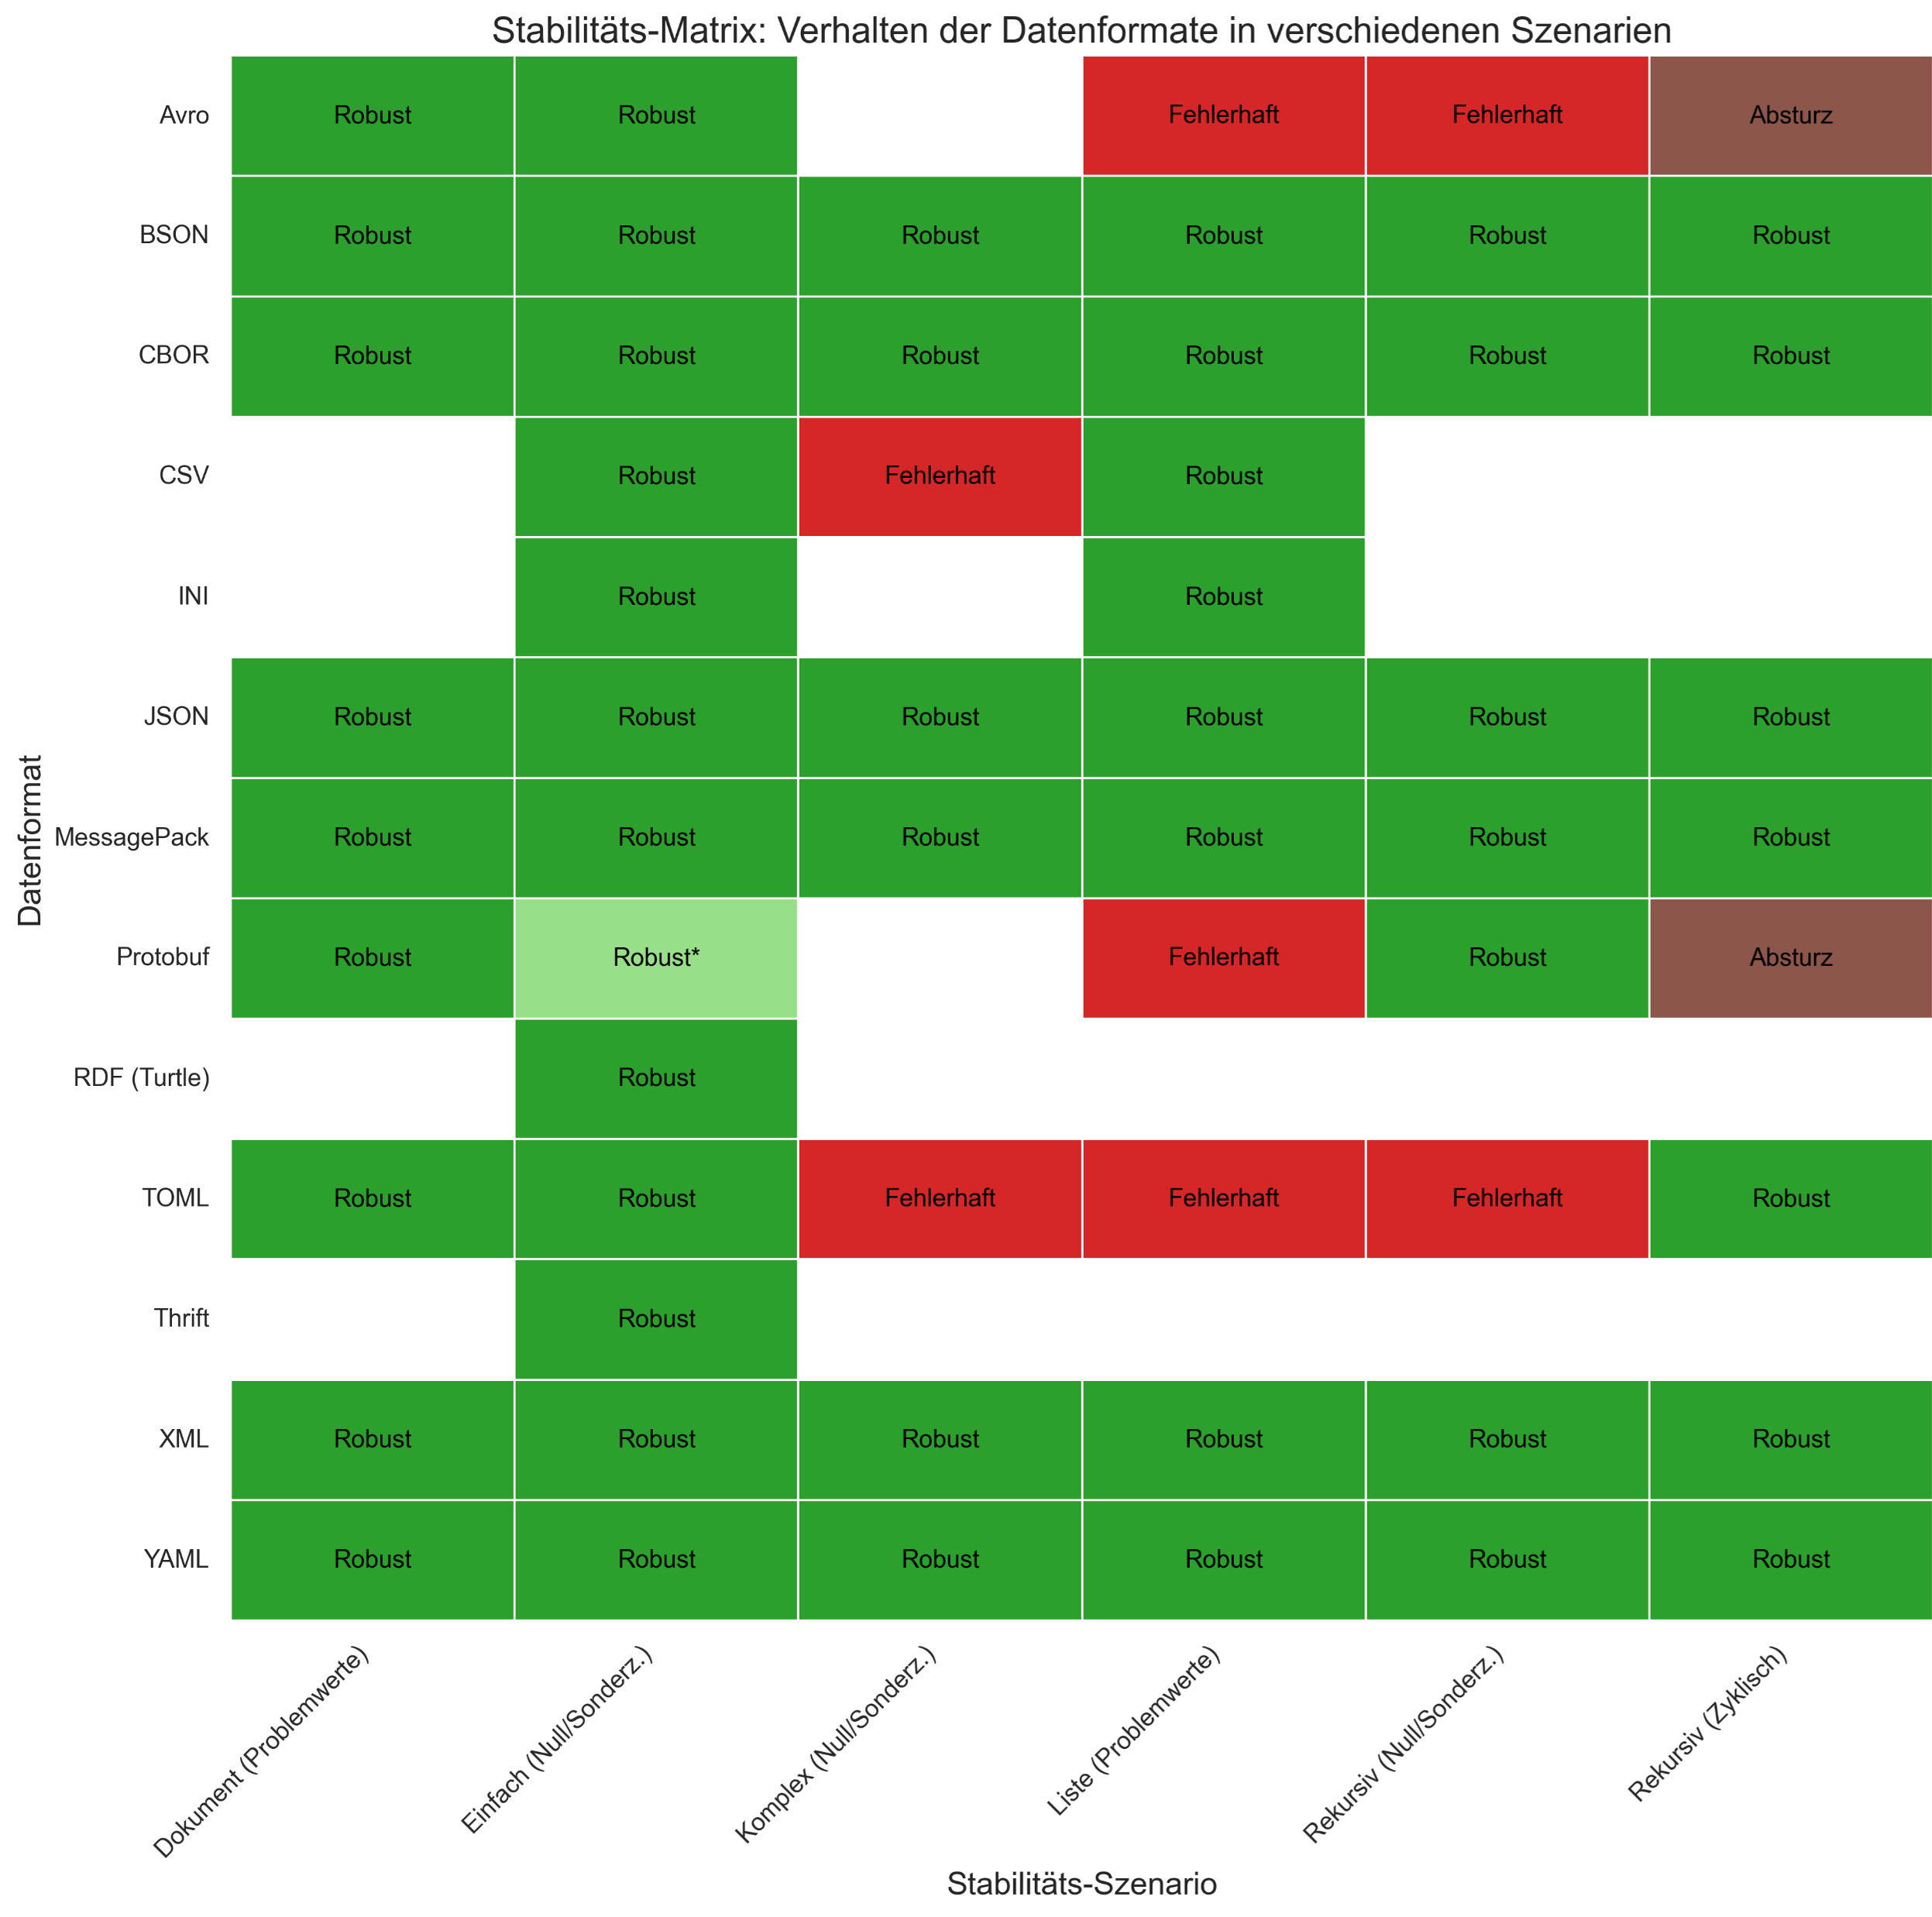 Stabilitäts-Matrix: Verhalten der Datenformate in verschiedenen Szenarien
Datenformat
Avro Robust Robust Fehlerhaft Fehlerhaft Absturz
BSON Robust Robust Robust Robust Robust Robust
CBOR Robust Robust Robust Robust Robust Robust
CSV Robust Fehlerhaft Robust
INI Robust Robust
JSON Robust Robust Robust Robust Robust Robust
MessagePack Robust Robust Robust Robust Robust Robust
Protobuf Robust Robust* Fehlerhaft Robust Absturz
RDF (Turtle) Robust
TOML Robust Robust Fehlerhaft Fehlerhaft Fehlerhaft Robust
Thrift Robust
XML Robust Robust Robust Robust Robust Robust
YAML Robust Robust Robust Robust Robust Robust
Dokument (Problemwerte)
Einfach (Null/Sonderz.)
Komplex (Null/Sonderz.)
Liste (Problemwerte)
Rekursiv (Null/Sonderz.)
Rekursiv (Zyklisch)
Stabilitäts-Szenario